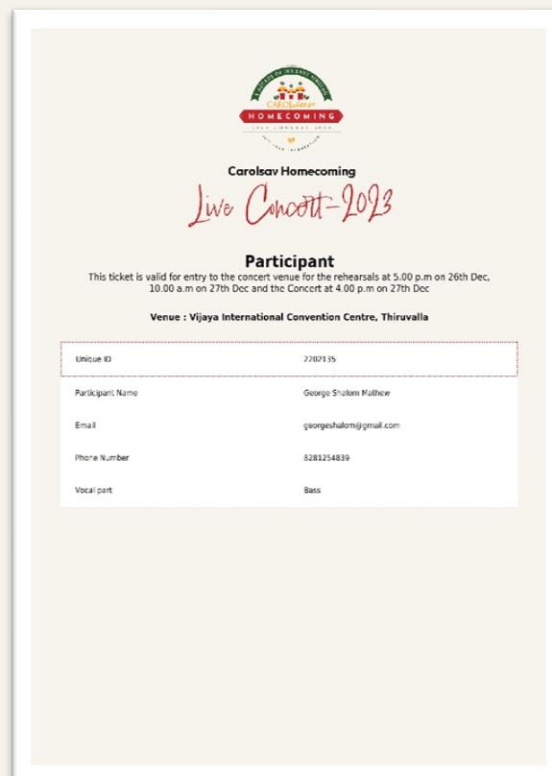 HOMECOMING
Carolsav Homecoming
Live Concert-2023
Participant
This ticket is valid for entry to the concert venue for the rehearsals at 5.00 p.m on 26th Dec,
10.00 a.m on 27th Dec and the Concert at 4.00 p.m on 27th Dec
Venue : Vijaya International Convention Centre, Thiruvalla
Unique ID 2202135
Participant Name George Shalom Mathew
Email georgeshalom@gmail.com
Phone Number 8281254839
Vocal part Bass